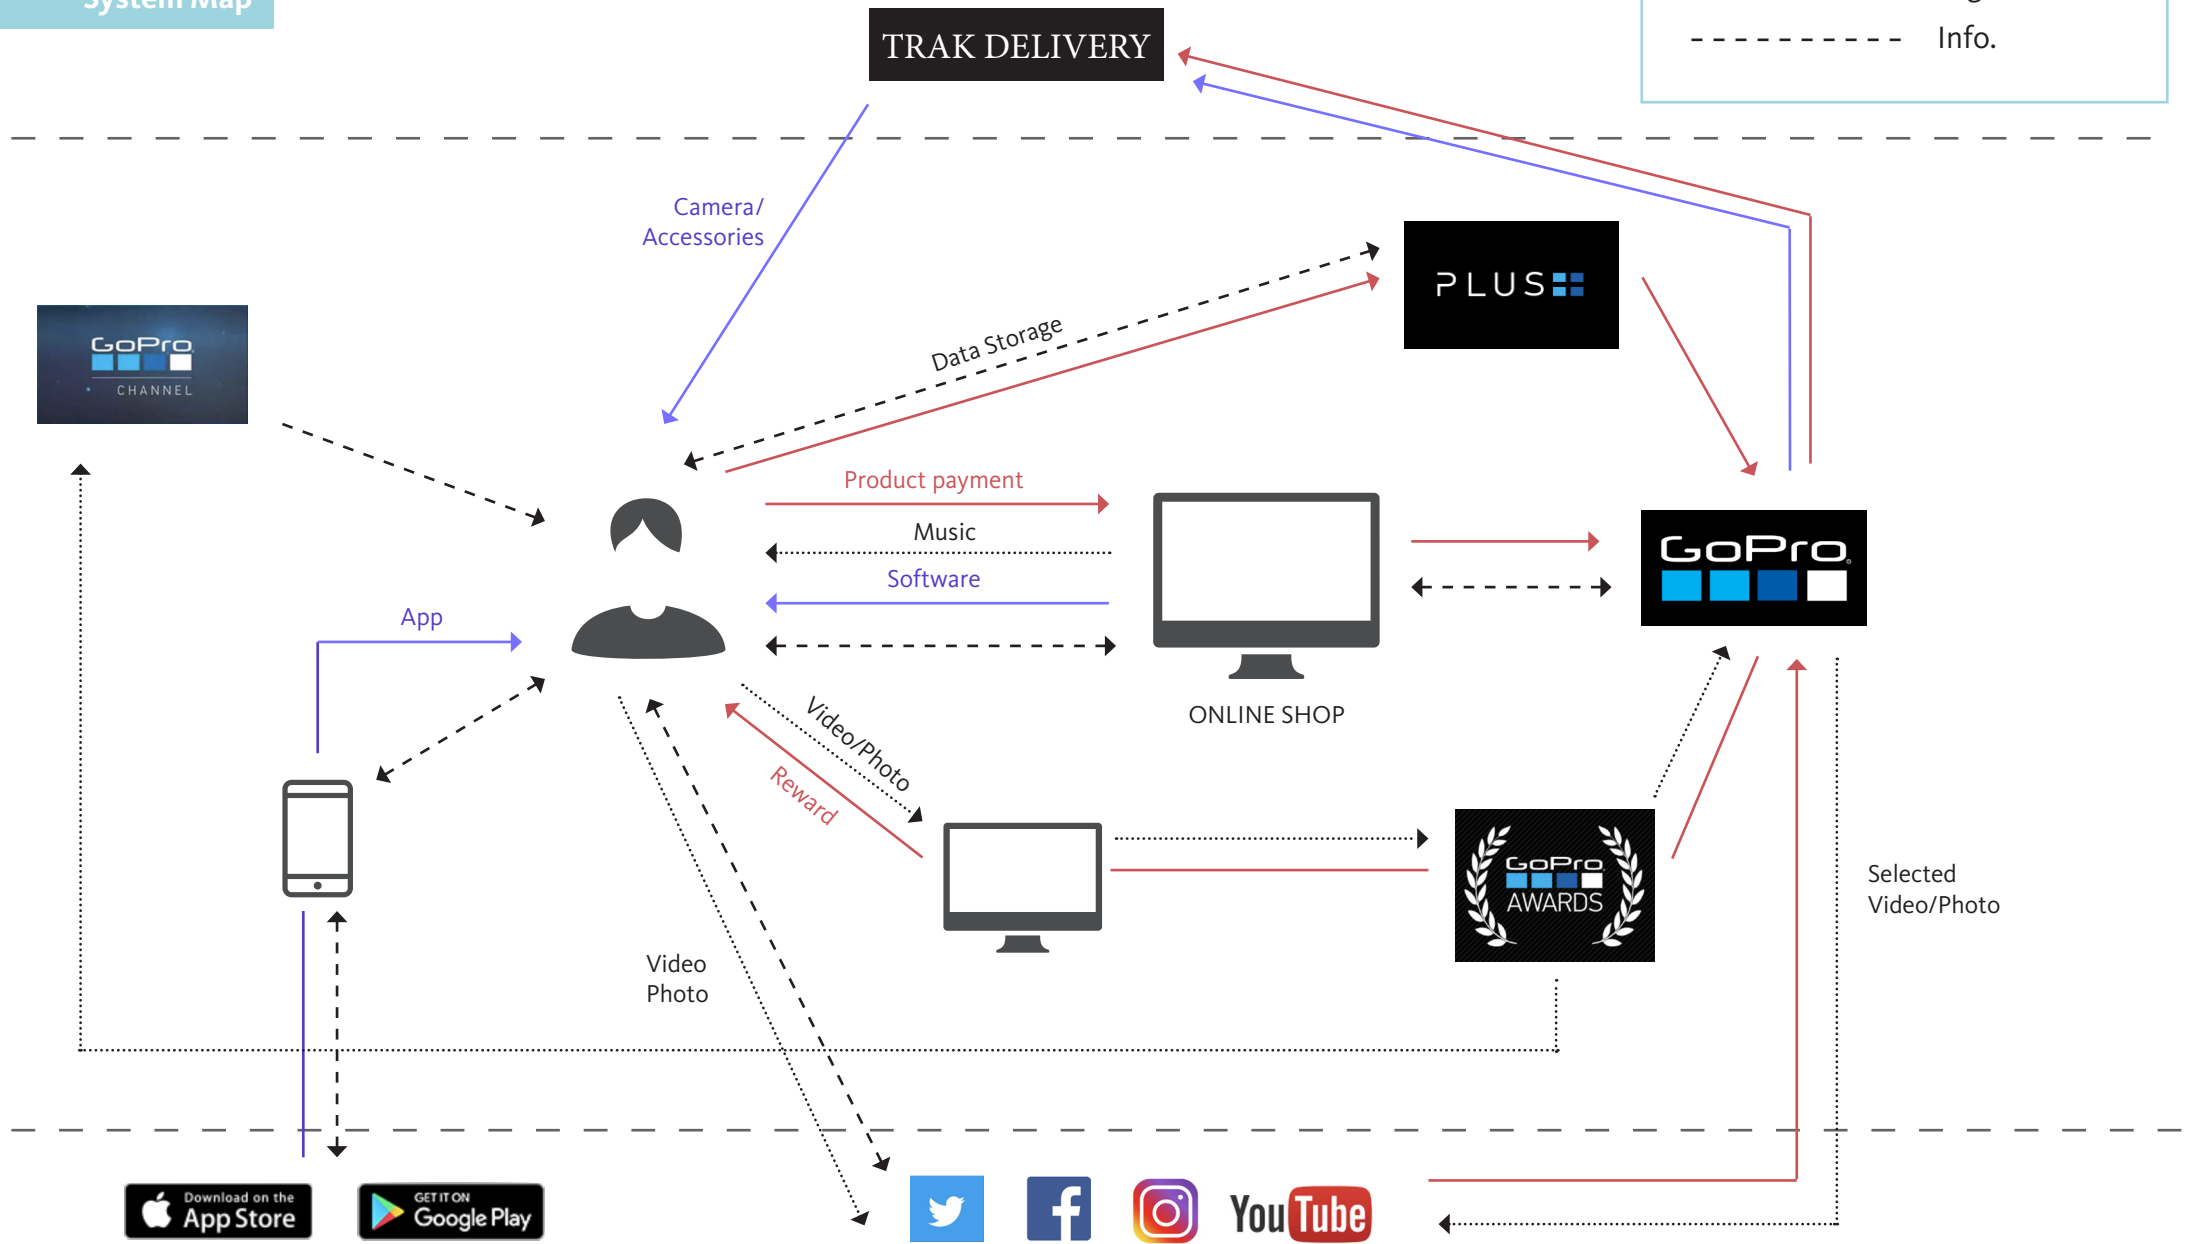 System Map
Info.
TRAK DELIVERY
Camera/
Accessories
PLUS
GoPro
CHANNEL
Data Storage
Product payment
Music
Software
GoPro
App
ONLINE SHOP
Video/Photo
Reward
GoPro
AWARDS
Selected
Video/Photo
Video
Photo
Download on the
App Store
GET IT ON
Google Play
YouTube